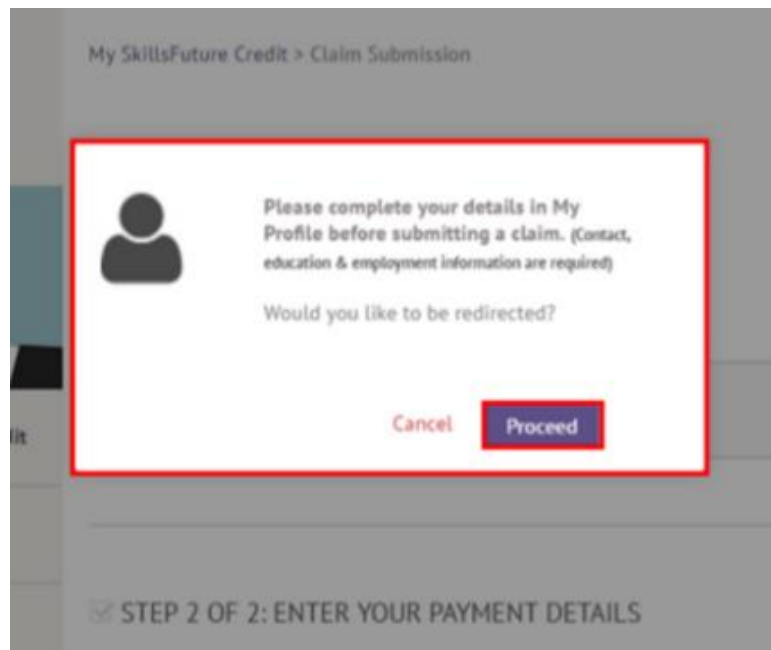 My SkillsFuture Credit > Claim Submission
Please complete your details in My
Profile before submitting a claim. (Contact,
education & employment information are required)
Would you like to be redirected?
Cancel Proceed
it
STEP 2 OF 2: ENTER YOUR PAYMENT DETAILS